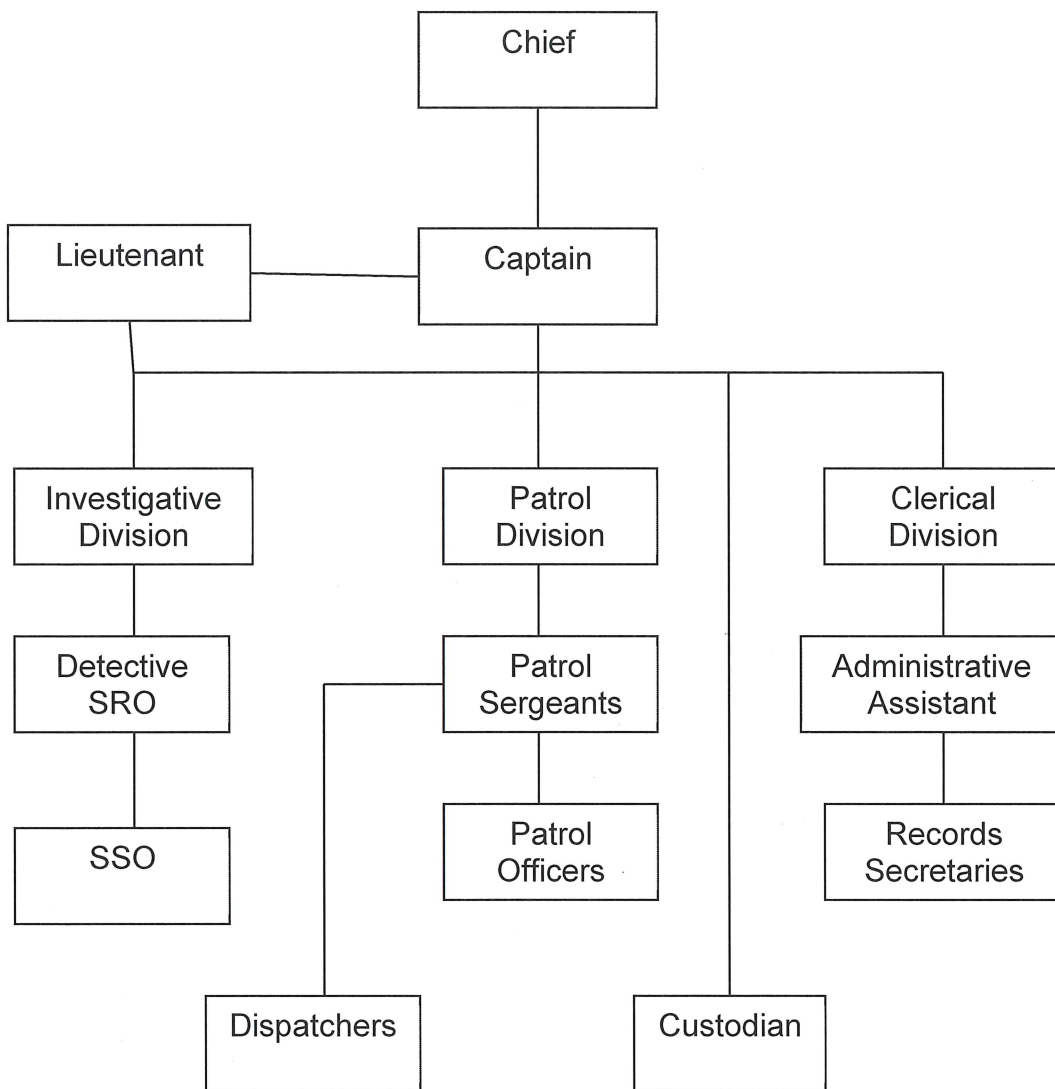 Chief
Lieutenant
Captain
Investigative
Division
Patrol
Division
Clerical
Division
Detective
SRO
Patrol
Sergeants
Administrative
Assistant
SSO
Patrol
Officers
Records
Secretaries
Dispatchers
Custodian